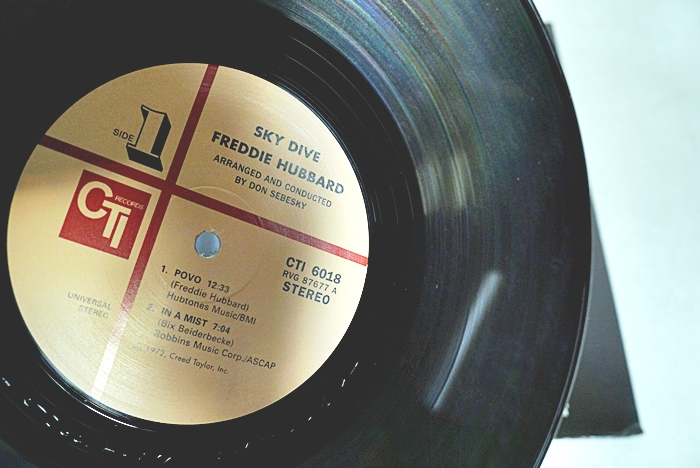 SIDE 1
SKY DIVE
FREDDIE HUBBARD
ARRANGED AND CONDUCTED
BY DON SEBESKY
CTI RECORDS
CTI 6018
RVG 87677 A
STEREO
UNIVERSAL
STEREO
1. POVO 12:33
(Freddie Hubbard)
Hubtones Music/BMI
2. IN A MIST 7:04
(Bix Beiderbecke)
Robbins Music Corp./ASCAP
1972, Creed Taylor, Inc.